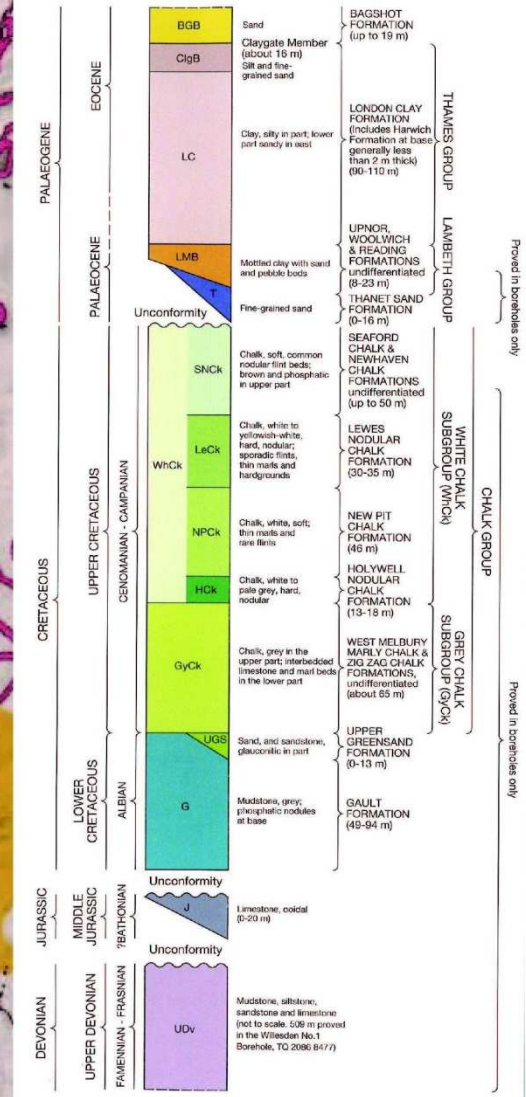 BGB
Sand
BAGSHOT
FORMATION
(up to 19 m)
ClgB
Claygate Member
(about 16 m)
Silt and fine-
grained sand
LC
Clay, silty in part; lower
part sandy in east
LONDON CLAY
FORMATION
(Includes Harwich
Formation at base
generally less
than 2 m thick)
(90-110 m)
THAMES GROUP
EOCENE
PALAEOGENE
LMB
Mottled clay with sand
and pebble beds
UPNOR,
WOOLWICH
& READING
FORMATIONS
undifferentiated
(8-23 m)
LAMBETH GROUP
T
Fine-grained sand
THANET SAND
FORMATION
(0-16 m)
PALAEOCENE
Proved in boreholes only
Unconformity
SNCk
Chalk, soft, common
nodular flint beds;
brown and phosphatic
in upper part
SEAFORD
CHALK &
NEWHAVEN
CHALK
FORMATIONS
undifferentiated
(up to 50 m)
WhCk
LeCk
Chalk, white to
yellowish-white,
hard, nodular;
sporadic flints,
thin marls and
hardgrounds
LEWES
NODULAR
CHALK
FORMATION
(30-35 m)
NPCk
Chalk, white, soft;
thin marls and
rare flints
NEW PIT
CHALK
FORMATION
(46 m)
HCk
Chalk, white to
pale grey, hard,
nodular
HOLYWELL
NODULAR
CHALK
FORMATION
(13-18 m)
WHITE CHALK
SUBGROUP (WhCk)
GyCk
Chalk, grey in the
upper part; interbedded
limestone and marl beds
in the lower part
WEST MELBURY
MARLY CHALK &
ZIG ZAG CHALK
FORMATIONS,
undifferentiated
(about 65 m)
GREY CHALK
SUBGROUP (GyCk)
CHALK GROUP
CENOMANIAN - CAMPANIAN
UPPER CRETACEOUS
CRETACEOUS
UGS
Sand, and sandstone,
glauconitic in part
UPPER
GREENSAND
FORMATION
(0-13 m)
G
Mudstone, grey;
phosphatic nodules
at base
GAULT
FORMATION
(49-94 m)
ALBIAN
LOWER
CRETACEOUS
Proved in boreholes only
Unconformity
J
Limestone, ooidal
(0-20 m)
?BATHONIAN
MIDDLE
JURASSIC
JURASSIC
Unconformity
UDv
Mudstone, siltstone,
sandstone and limestone
(not to scale. 509 m proved
in the Willesden No.1
Borehole, TQ 2086 8477)
FAMENNIAN - FRASNIAN
UPPER DEVONIAN
DEVONIAN